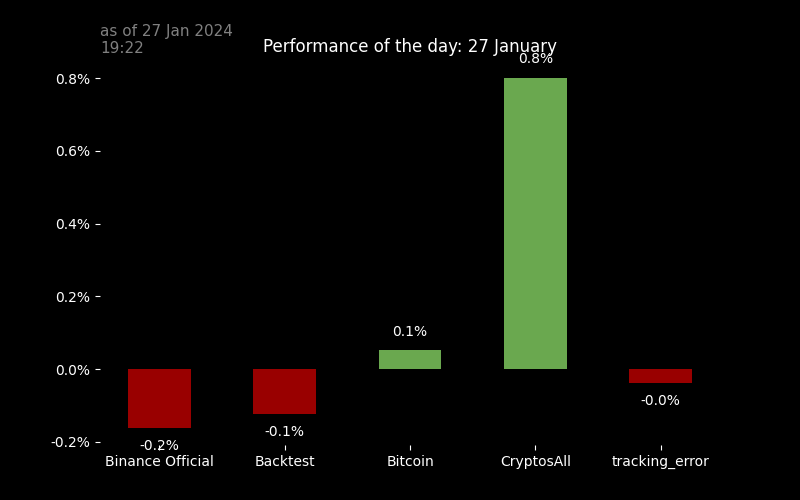 as of 27 Jan 2024
19:22
Performance of the day: 27 January
0.8%
0.8%
0.6%
0.4%
0.2%
0.1%
0.0%
-0.0%
-0.1%
-0.2%
-0.2%
Binance Official
Backtest
Bitcoin
CryptosAll
tracking_error